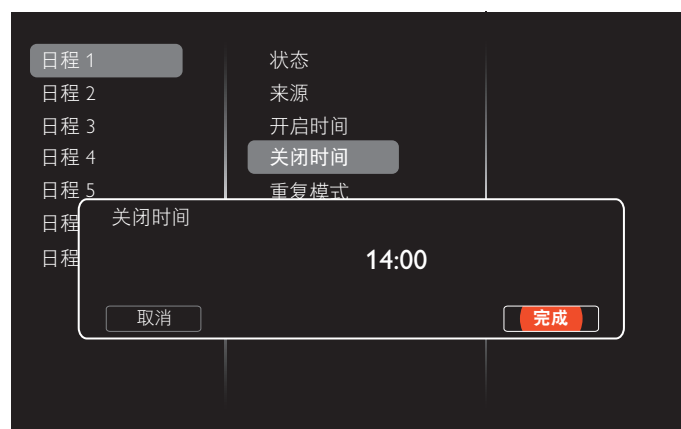 日程 1
日程 2
日程 3
日程 4
日程 5
日程
日程
状态
来源
开启时间
关闭时间
重复模式
关闭时间
14:00
取消
完成